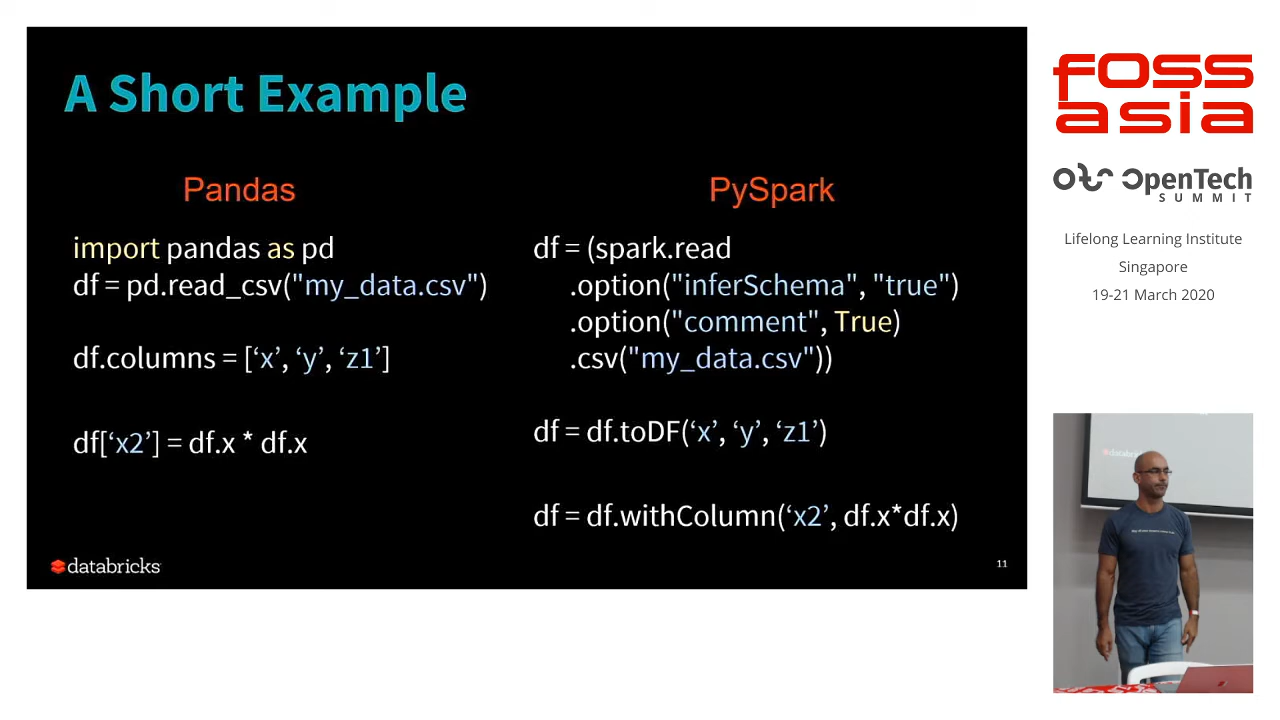 A Short Example
Pandas
import pandas as pd
df = pd.read_csv("my_data.csv")
df.columns = [‘x’, ‘y’, ‘z1’]
df[‘x2’] = df.x * df.x
PySpark
df = (spark.read
.option("inferSchema", "true")
.option("comment", True)
.csv("my_data.csv"))
df = df.toDF(‘x’, ‘y’, ‘z1’)
df = df.withColumn(‘x2’, df.x*df.x)
databricks
11
FOSS
asia
OpenTech
SUMMIT
Lifelong Learning Institute
Singapore
19-21 March 2020
databricks